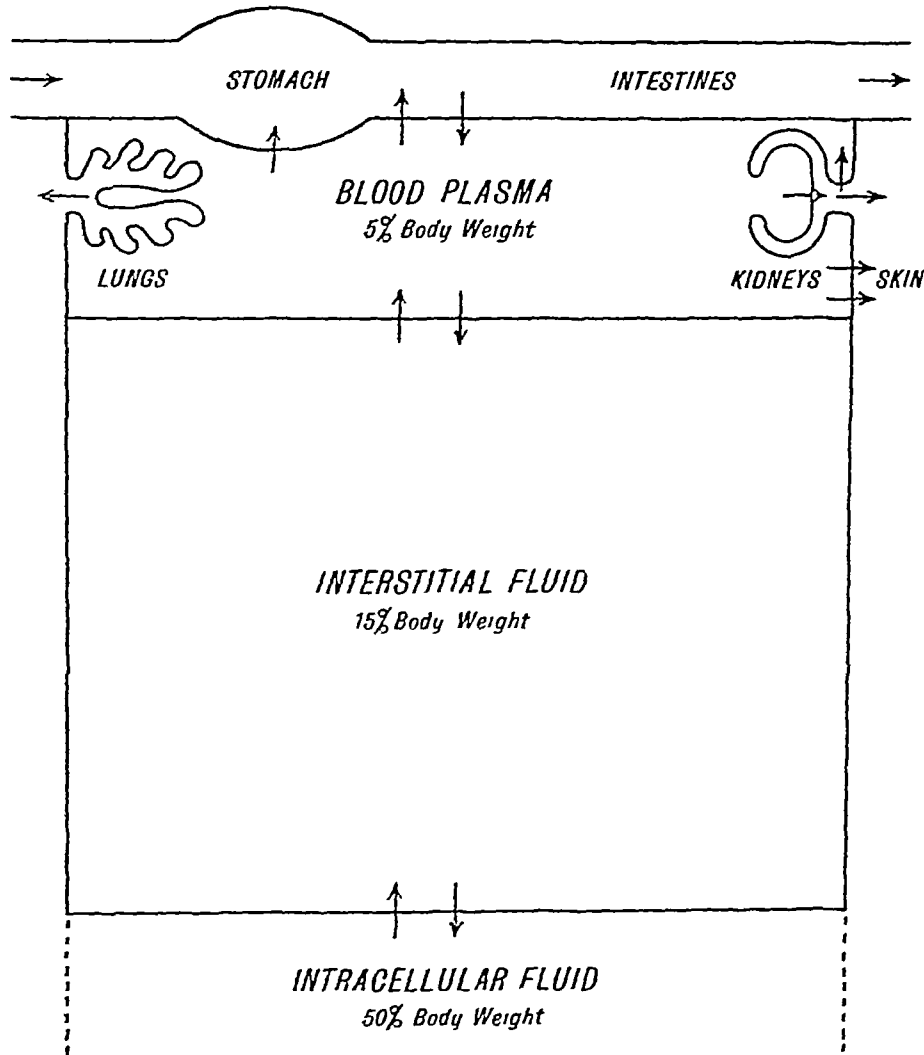 STOMACH
INTESTINES
BLOOD PLASMA
5% Body Weight
LUNGS
KIDNEYS
SKIN
INTERSTITIAL FLUID
15% Body Weight
INTRACELLULAR FLUID
50% Body Weight